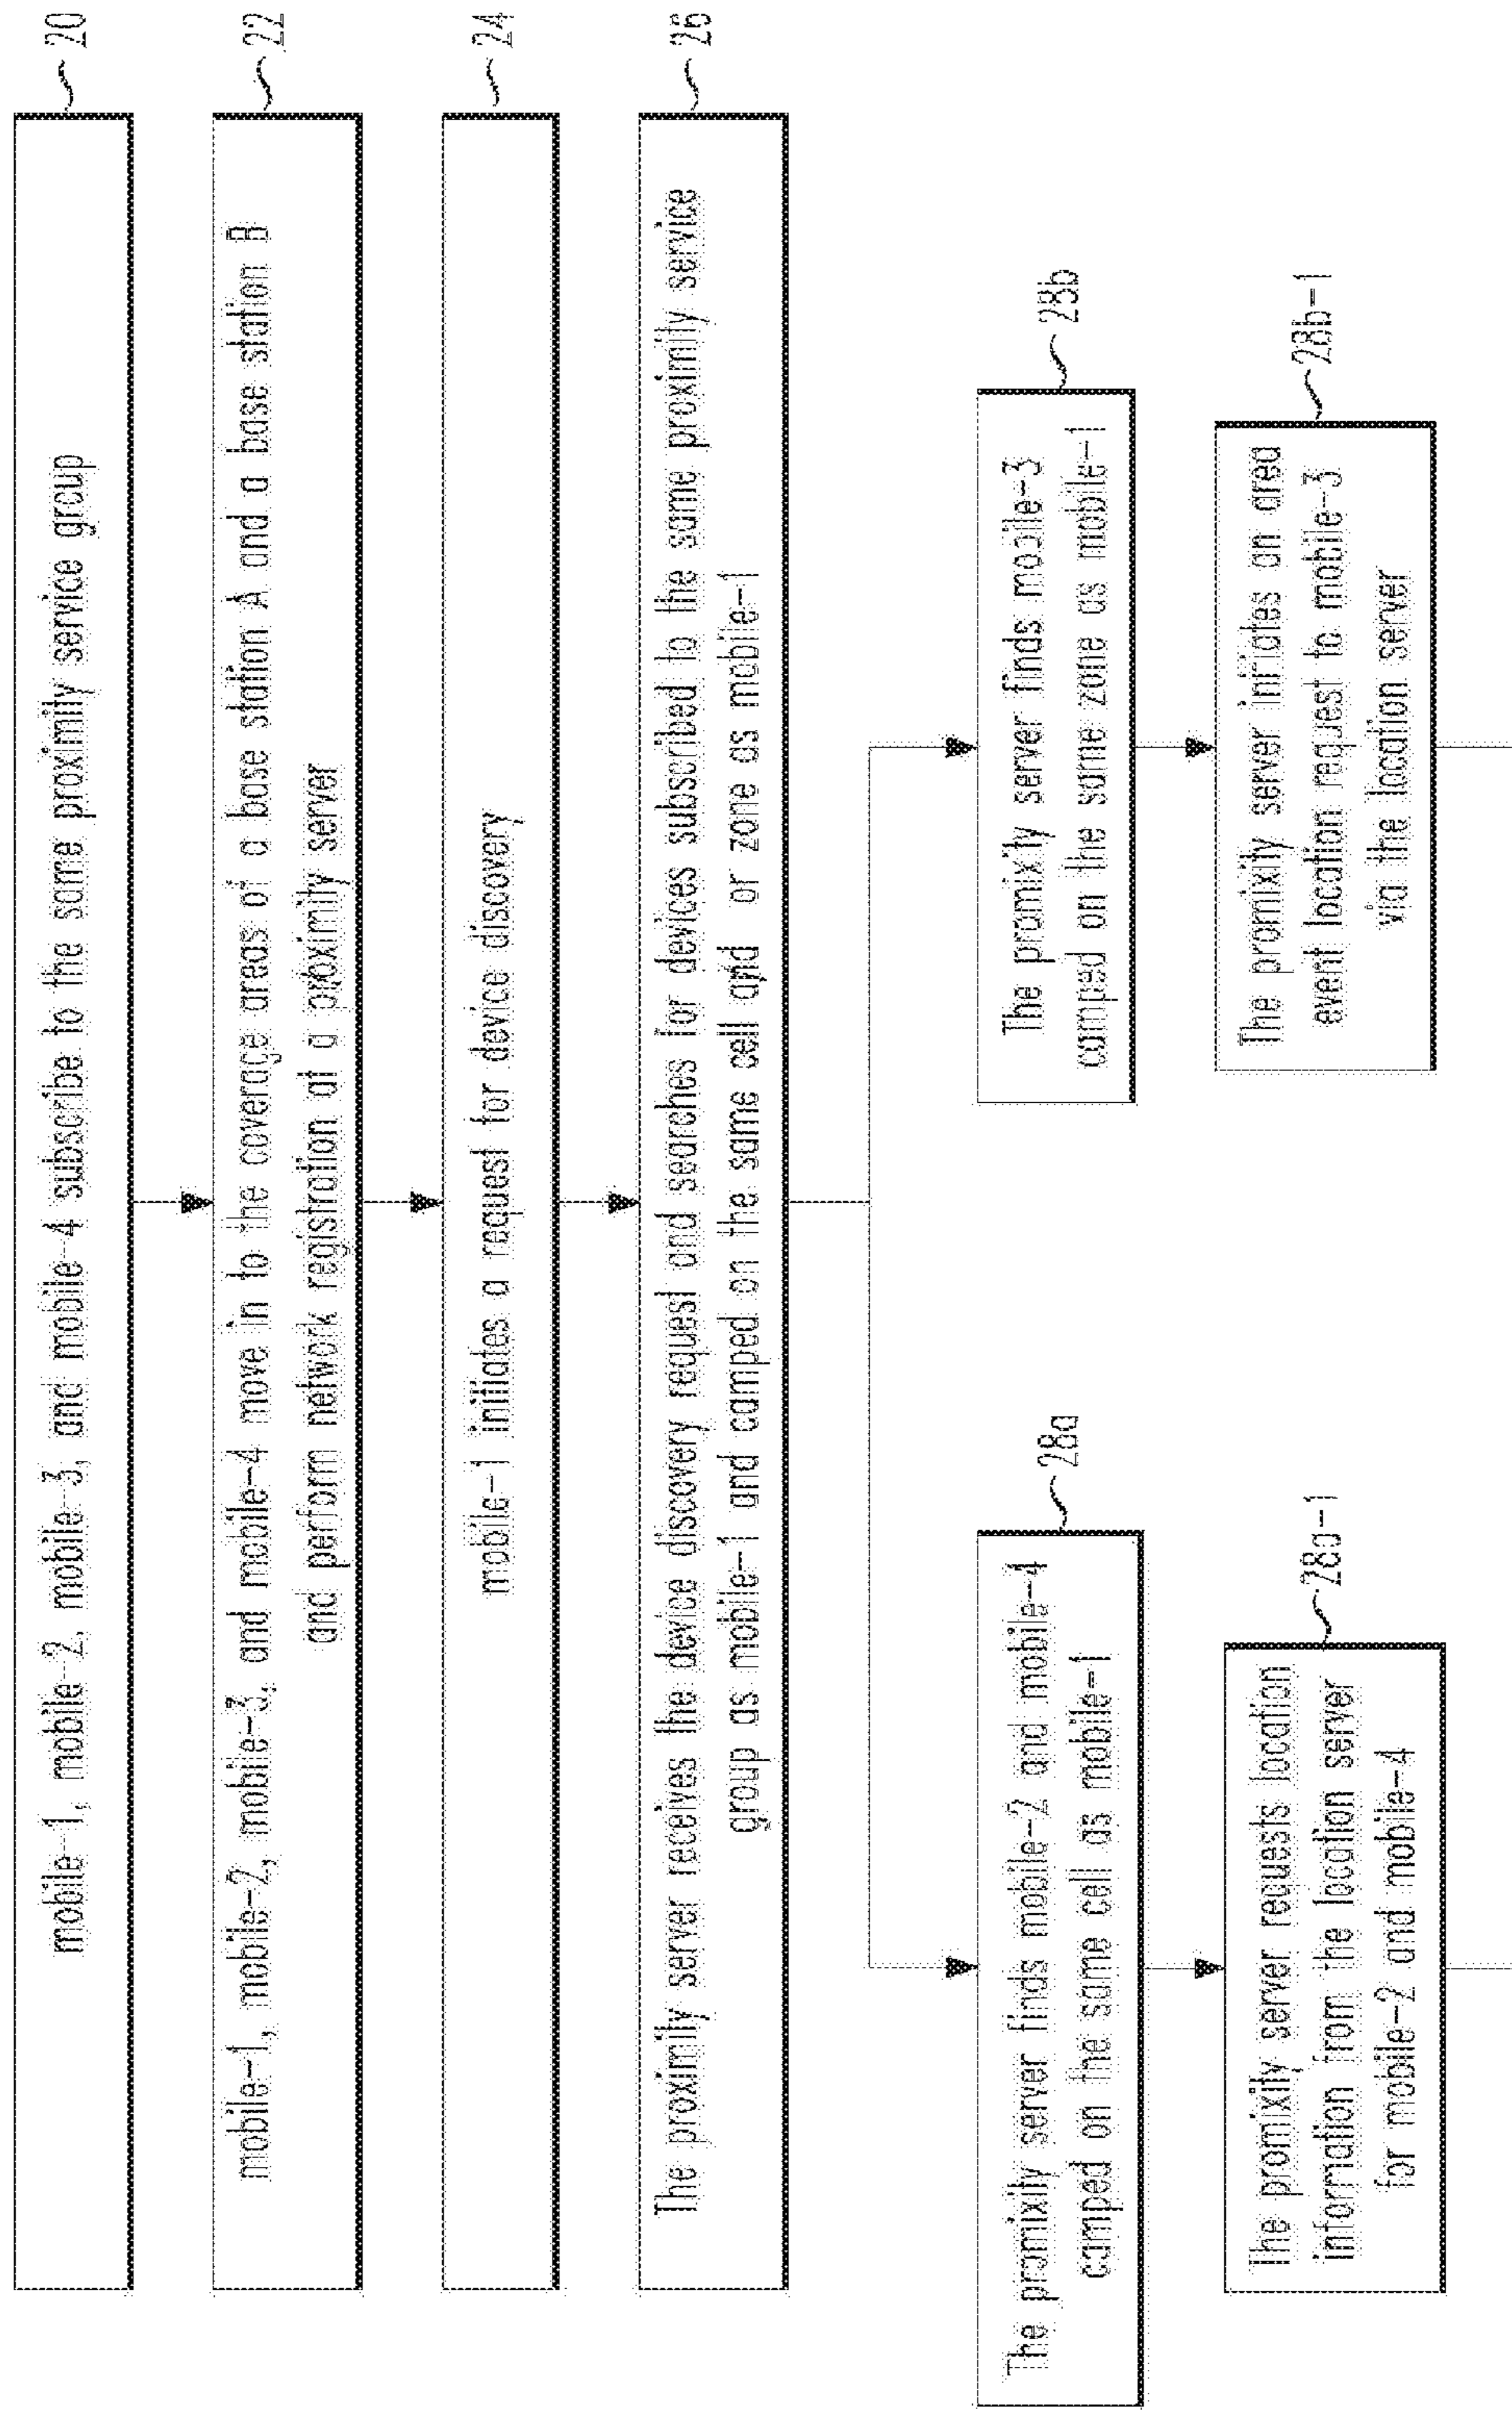 mobile-1, mobile-2, mobile-3, and mobile-4 subscribe to the same proximity service group
20
mobile-1, mobile-2, mobile-3, and mobile-4 move in to the coverage areas of a base station A and a base station B
and perform network registration at a proximity server
22
mobile-1 initiates a request for device discovery
24
The proximity server receives the device discovery request and searches for devices subscribed to the same proximity service
group as mobile-1 and camped on the same cell and or zone as mobile-1
26
The promixity server finds mobile-2 and mobile-4
camped on the same cell as mobile-1
28a
The promixity server requests location
information from the location server
for mobile-2 and mobile-4
28a-1
The promixity server finds mobile-3
camped on the same zone as mobile-1
28b
The promixity server initiates an area
event location request to mobile-3
via the location server
28b-1